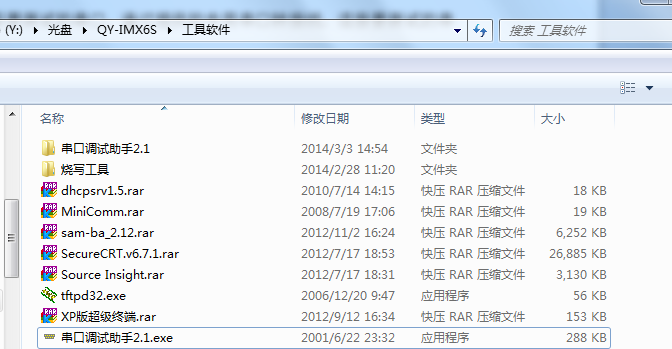 (Y:) ▸ 光盘 ▸ QY-IMX6S ▸ 工具软件 搜索 工具软件
名称 修改日期 类型 大小
串口调试助手2.1 2014/3/3 14:54 文件夹
烧写工具 2014/2/28 11:20 文件夹
dhcpsrv1.5.rar 2010/7/14 14:15 快压 RAR 压缩文件 18 KB
MiniComm.rar 2008/7/19 17:06 快压 RAR 压缩文件 19 KB
sam-ba_2.12.rar 2012/11/2 16:24 快压 RAR 压缩文件 6,252 KB
SecureCRT.v6.7.1.rar 2012/7/17 18:53 快压 RAR 压缩文件 26,885 KB
Source Insight.rar 2012/7/17 18:31 快压 RAR 压缩文件 3,130 KB
tftpd32.exe 2006/12/20 9:47 应用程序 56 KB
XP版超级终端.rar 2012/9/12 16:34 快压 RAR 压缩文件 153 KB
串口调试助手2.1.exe 2001/6/22 23:32 应用程序 288 KB